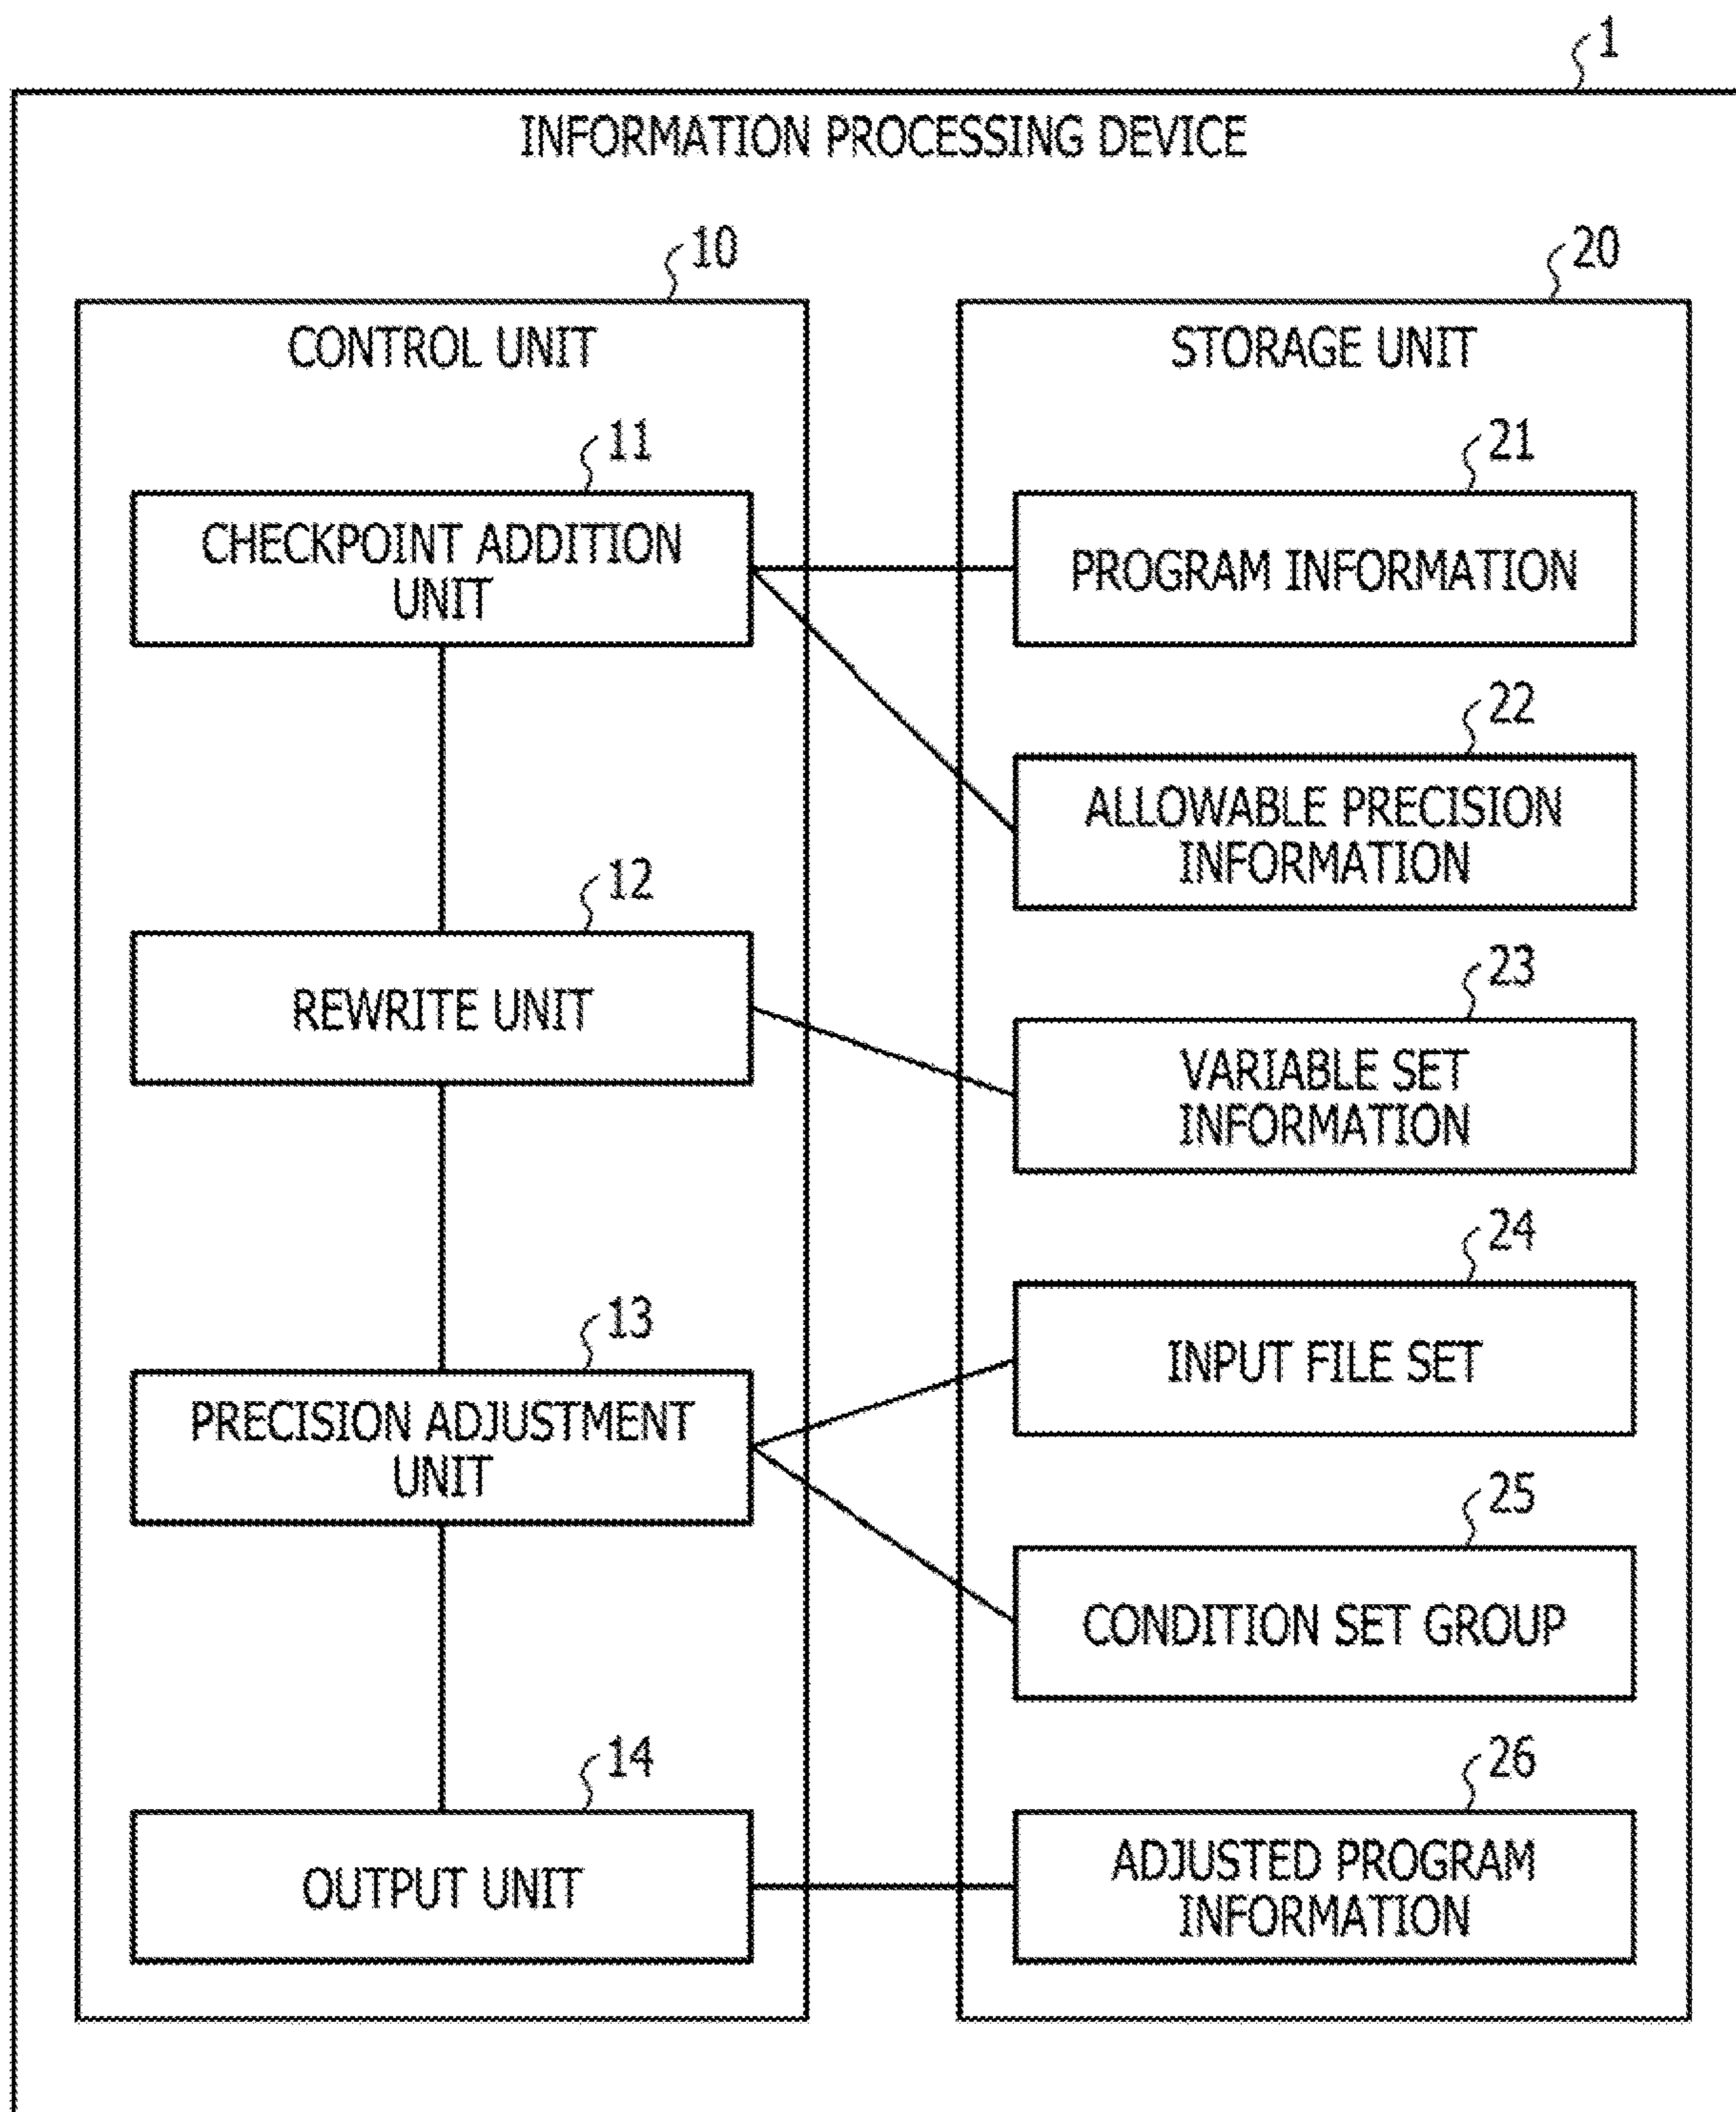 1
INFORMATION PROCESSING DEVICE
10
CONTROL UNIT
11
CHECKPOINT ADDITION
UNIT
12
REWRITE UNIT
13
PRECISION ADJUSTMENT
UNIT
14
OUTPUT UNIT
20
STORAGE UNIT
21
PROGRAM INFORMATION
22
ALLOWABLE PRECISION
INFORMATION
23
VARIABLE SET
INFORMATION
24
INPUT FILE SET
25
CONDITION SET GROUP
26
ADJUSTED PROGRAM
INFORMATION